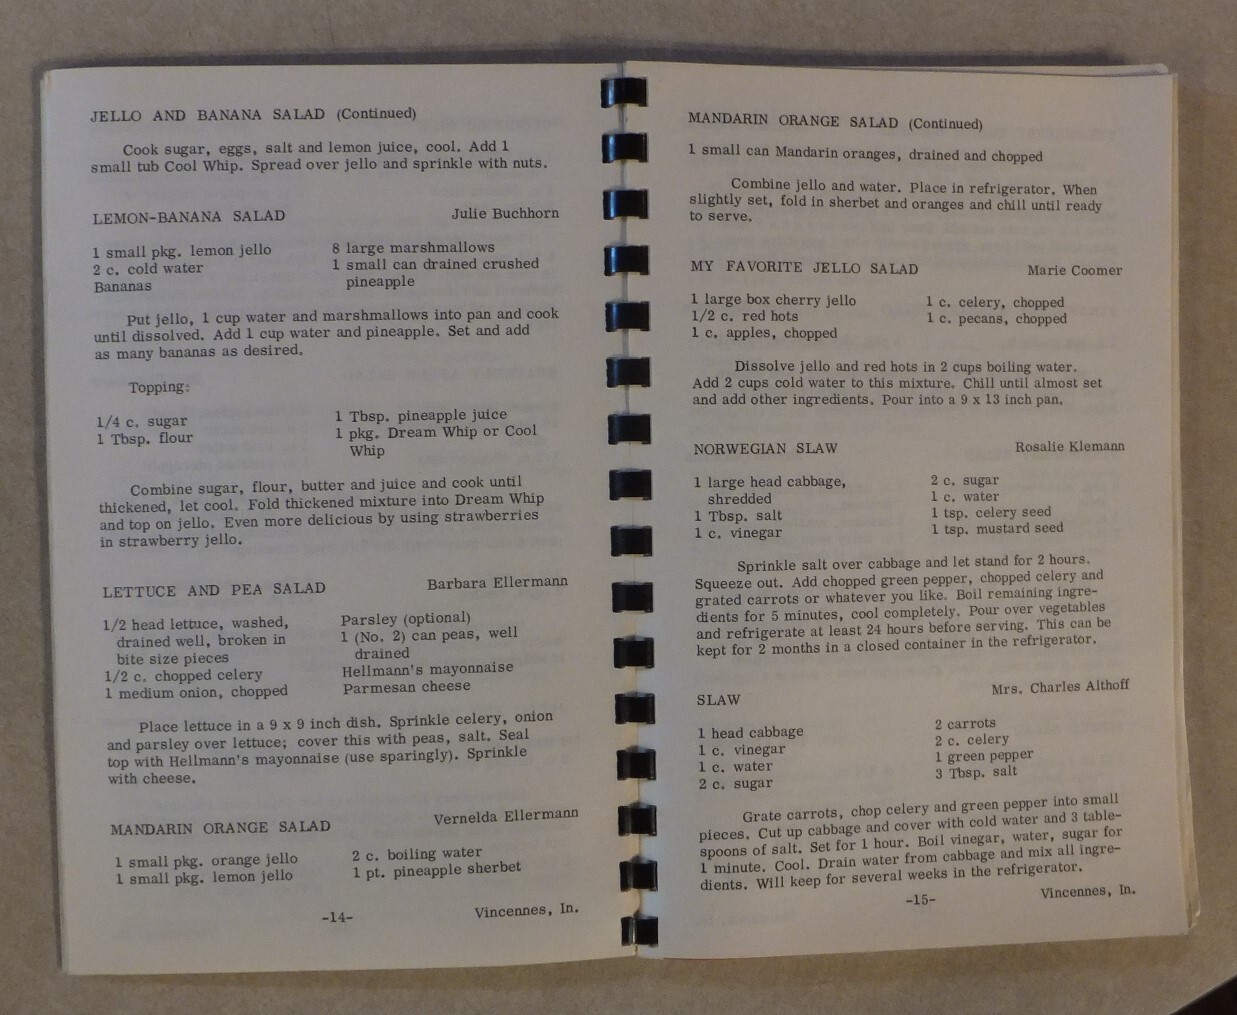 JELLO AND BANANA SALAD (Continued)
Cook sugar, eggs, salt and lemon juice, cool. Add 1
small tub Cool Whip. Spread over jello and sprinkle with nuts.
LEMON-BANANA SALAD Julie Buchhorn
1 small pkg. lemon jello 8 large marshmallows
2 c. cold water 1 small can drained crushed
Bananas pineapple
Put jello, 1 cup water and marshmallows into pan and cook
until dissolved. Add 1 cup water and pineapple. Set and add
as many bananas as desired.
Topping:
1/4 c. sugar 1 Tbsp. pineapple juice
1 Tbsp. flour 1 pkg. Dream Whip or Cool
Whip
Combine sugar, flour, butter and juice and cook until
thickened, let cool. Fold thickened mixture into Dream Whip
and top on jello. Even more delicious by using strawberries
in strawberry jello.
LETTUCE AND PEA SALAD Barbara Ellermann
1/2 head lettuce, washed, Parsley (optional)
drained well, broken in 1 (No. 2) can peas, well
bite size pieces drained
1/2 c. chopped celery Hellmann's mayonnaise
1 medium onion, chopped Parmesan cheese
Place lettuce in a 9 x 9 inch dish. Sprinkle celery, onion
and parsley over lettuce; cover this with peas, salt. Seal
top with Hellmann's mayonnaise (use sparingly). Sprinkle
with cheese.
MANDARIN ORANGE SALAD Vernelda Ellermann
1 small pkg. orange jello 2 c. boiling water
1 small pkg. lemon jello 1 pt. pineapple sherbet
-14- Vincennes, In.
MANDARIN ORANGE SALAD (Continued)
1 small can Mandarin oranges, drained and chopped
Combine jello and water. Place in refrigerator. When
slightly set, fold in sherbet and oranges and chill until ready
to serve.
MY FAVORITE JELLO SALAD Marie Coomer
1 large box cherry jello 1 c. celery, chopped
1/2 c. red hots 1 c. pecans, chopped
1 c. apples, chopped
Dissolve jello and red hots in 2 cups boiling water.
Add 2 cups cold water to this mixture. Chill until almost set
and add other ingredients. Pour into a 9 x 13 inch pan.
NORWEGIAN SLAW Rosalie Klemann
1 large head cabbage, 2 c. sugar
shredded 1 c. water
1 Tbsp. salt 1 tsp. celery seed
1 c. vinegar 1 tsp. mustard seed
Sprinkle salt over cabbage and let stand for 2 hours.
Squeeze out. Add chopped green pepper, chopped celery and
grated carrots or whatever you like. Boil remaining ingre-
dients for 5 minutes, cool completely. Pour over vegetables
and refrigerate at least 24 hours before serving. This can be
kept for 2 months in a closed container in the refrigerator.
SLAW Mrs. Charles Althoff
1 head cabbage 2 carrots
1 c. vinegar 2 c. celery
1 c. water 1 green pepper
2 c. sugar 3 Tbsp. salt
Grate carrots, chop celery and green pepper into small
pieces. Cut up cabbage and cover with cold water and 3 table-
spoons of salt. Set for 1 hour. Boil vinegar, water, sugar for
1 minute. Cool. Drain water from cabbage and mix all ingre-
dients. Will keep for several weeks in the refrigerator.
-15- Vincennes, In.